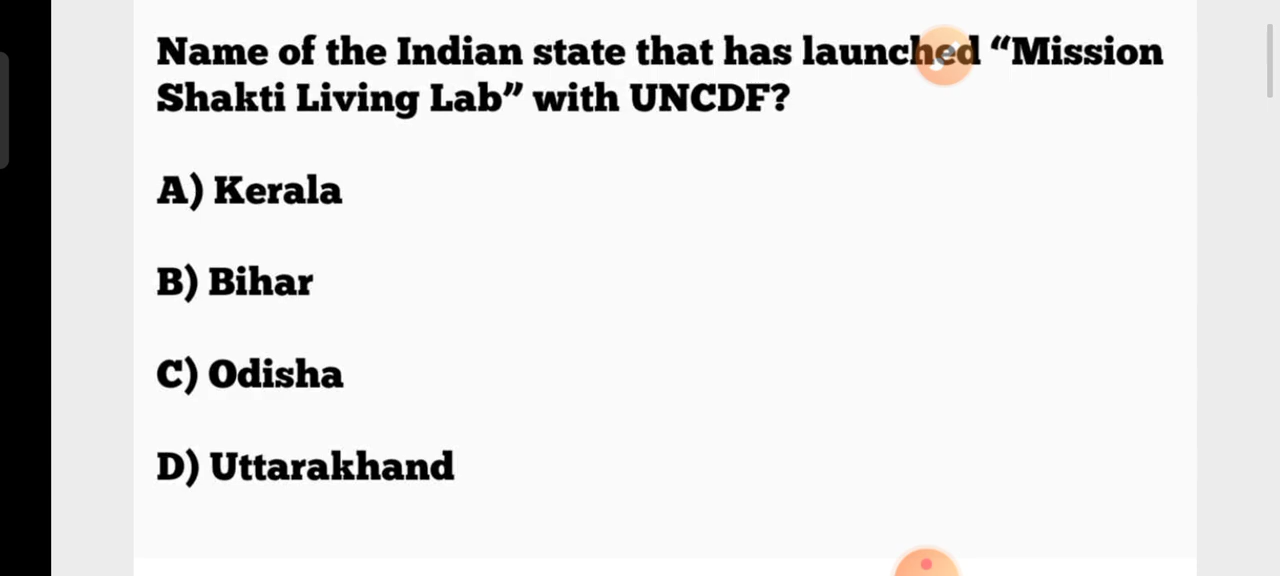 Name of the Indian state that has launched “Mission
Shakti Living Lab” with UNCDF?
A) Kerala
B) Bihar
C) Odisha
D) Uttarakhand